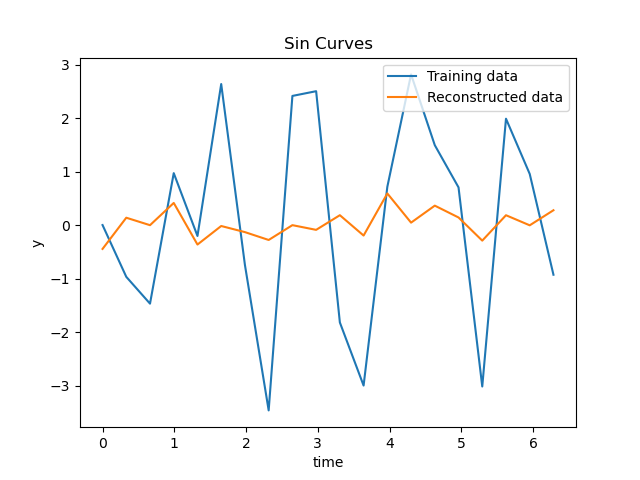 Sin Curves
Training data
Reconstructed data
3
2
1
0
−1
−2
−3
y
0 1 2 3 4 5 6
time